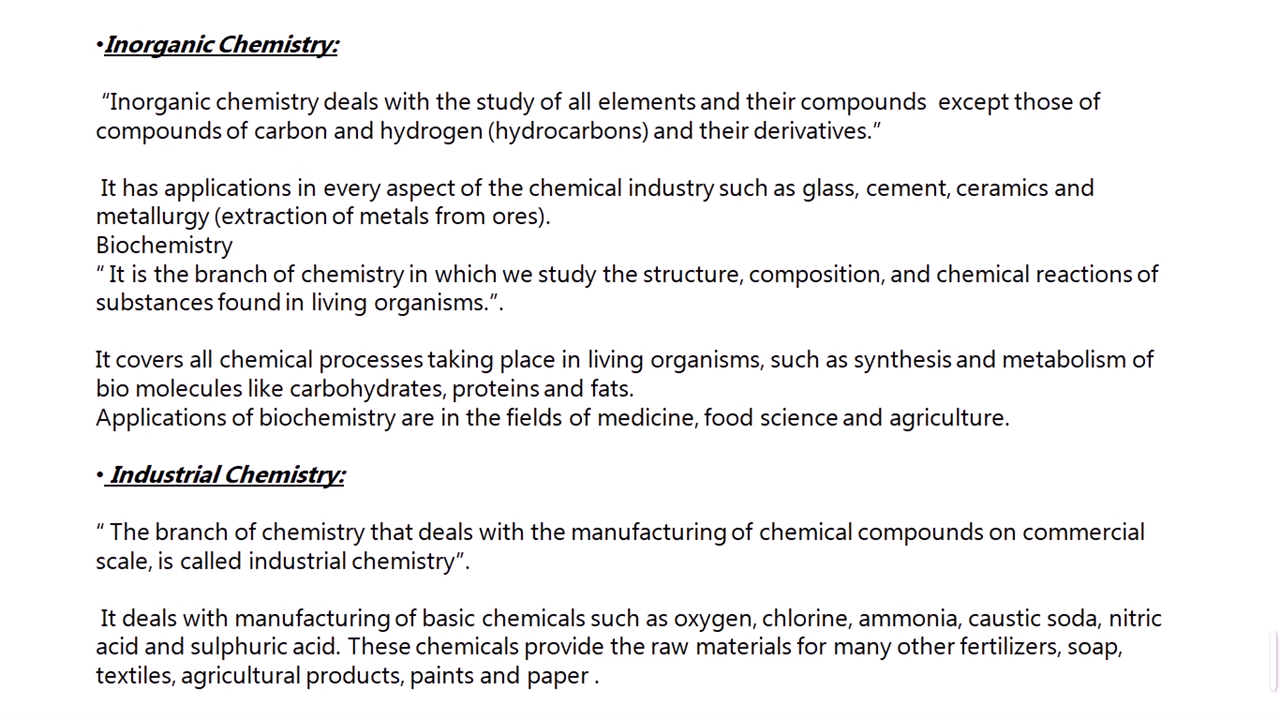 •Inorganic Chemistry:
“Inorganic chemistry deals with the study of all elements and their compounds  except those of
compounds of carbon and hydrogen (hydrocarbons) and their derivatives.”
It has applications in every aspect of the chemical industry such as glass, cement, ceramics and
metallurgy (extraction of metals from ores).
Biochemistry
“ It is the branch of chemistry in which we study the structure, composition, and chemical reactions of
substances found in living organisms.”.
It covers all chemical processes taking place in living organisms, such as synthesis and metabolism of
bio molecules like carbohydrates, proteins and fats.
Applications of biochemistry are in the fields of medicine, food science and agriculture.
• Industrial Chemistry:
“ The branch of chemistry that deals with the manufacturing of chemical compounds on commercial
scale, is called industrial chemistry”.
It deals with manufacturing of basic chemicals such as oxygen, chlorine, ammonia, caustic soda, nitric
acid and sulphuric acid. These chemicals provide the raw materials for many other fertilizers, soap,
textiles, agricultural products, paints and paper .